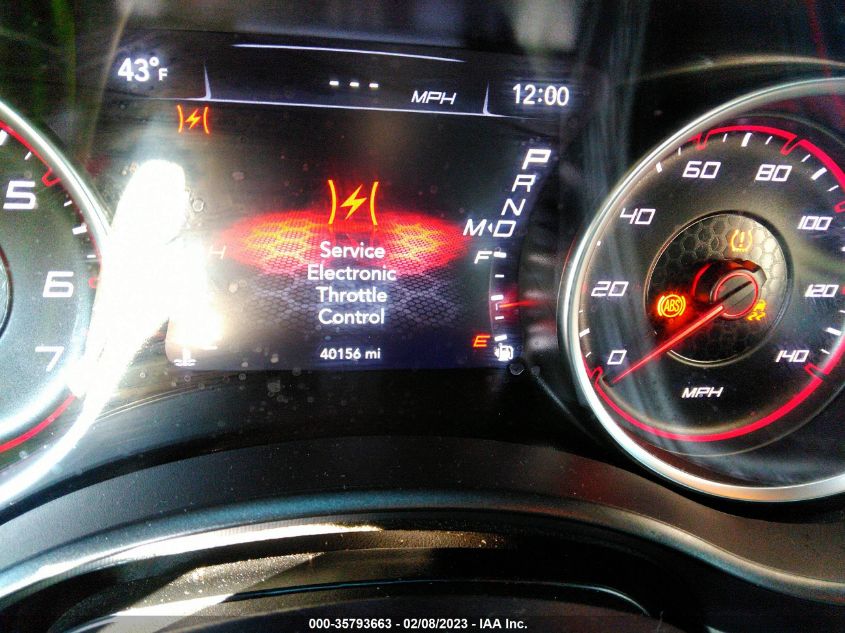 43°F
--- MPH
12:00
P
R
N
M D
F
E
Service
Electronic
Throttle
Control
40156 mi
5
6
7
0
20
40
60
80
100
120
140
MPH
ABS
000-35793663 - 02/08/2023 - IAA Inc.